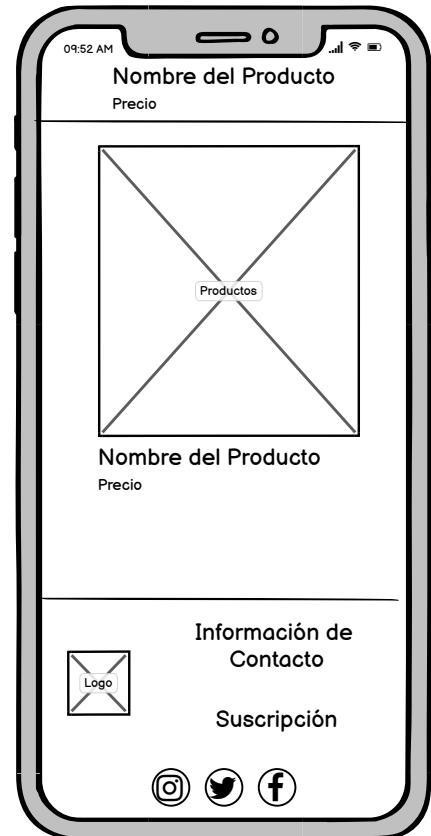 09:52 AM
Nombre del Producto
Precio
Productos
Nombre del Producto
Precio
Información de
Contacto
Logo
Suscripción